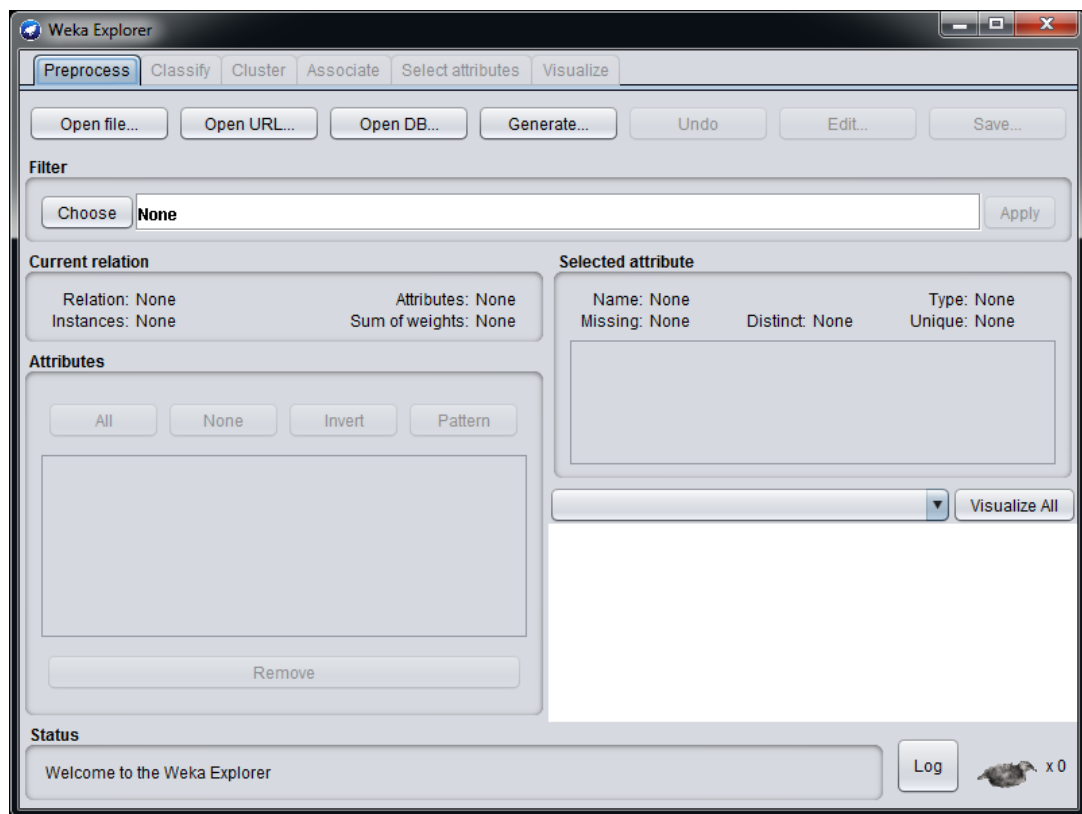 Weka Explorer
Preprocess Classify Cluster Associate Select attributes Visualize
Open file... Open URL... Open DB... Generate... Undo Edit... Save...
Filter
Choose None Apply
Current relation
Relation: None Attributes: None
Instances: None Sum of weights: None
Selected attribute
Name: None Type: None
Missing: None Distinct: None Unique: None
Attributes
All None Invert Pattern
Remove
Visualize All
Status
Welcome to the Weka Explorer
Log x 0